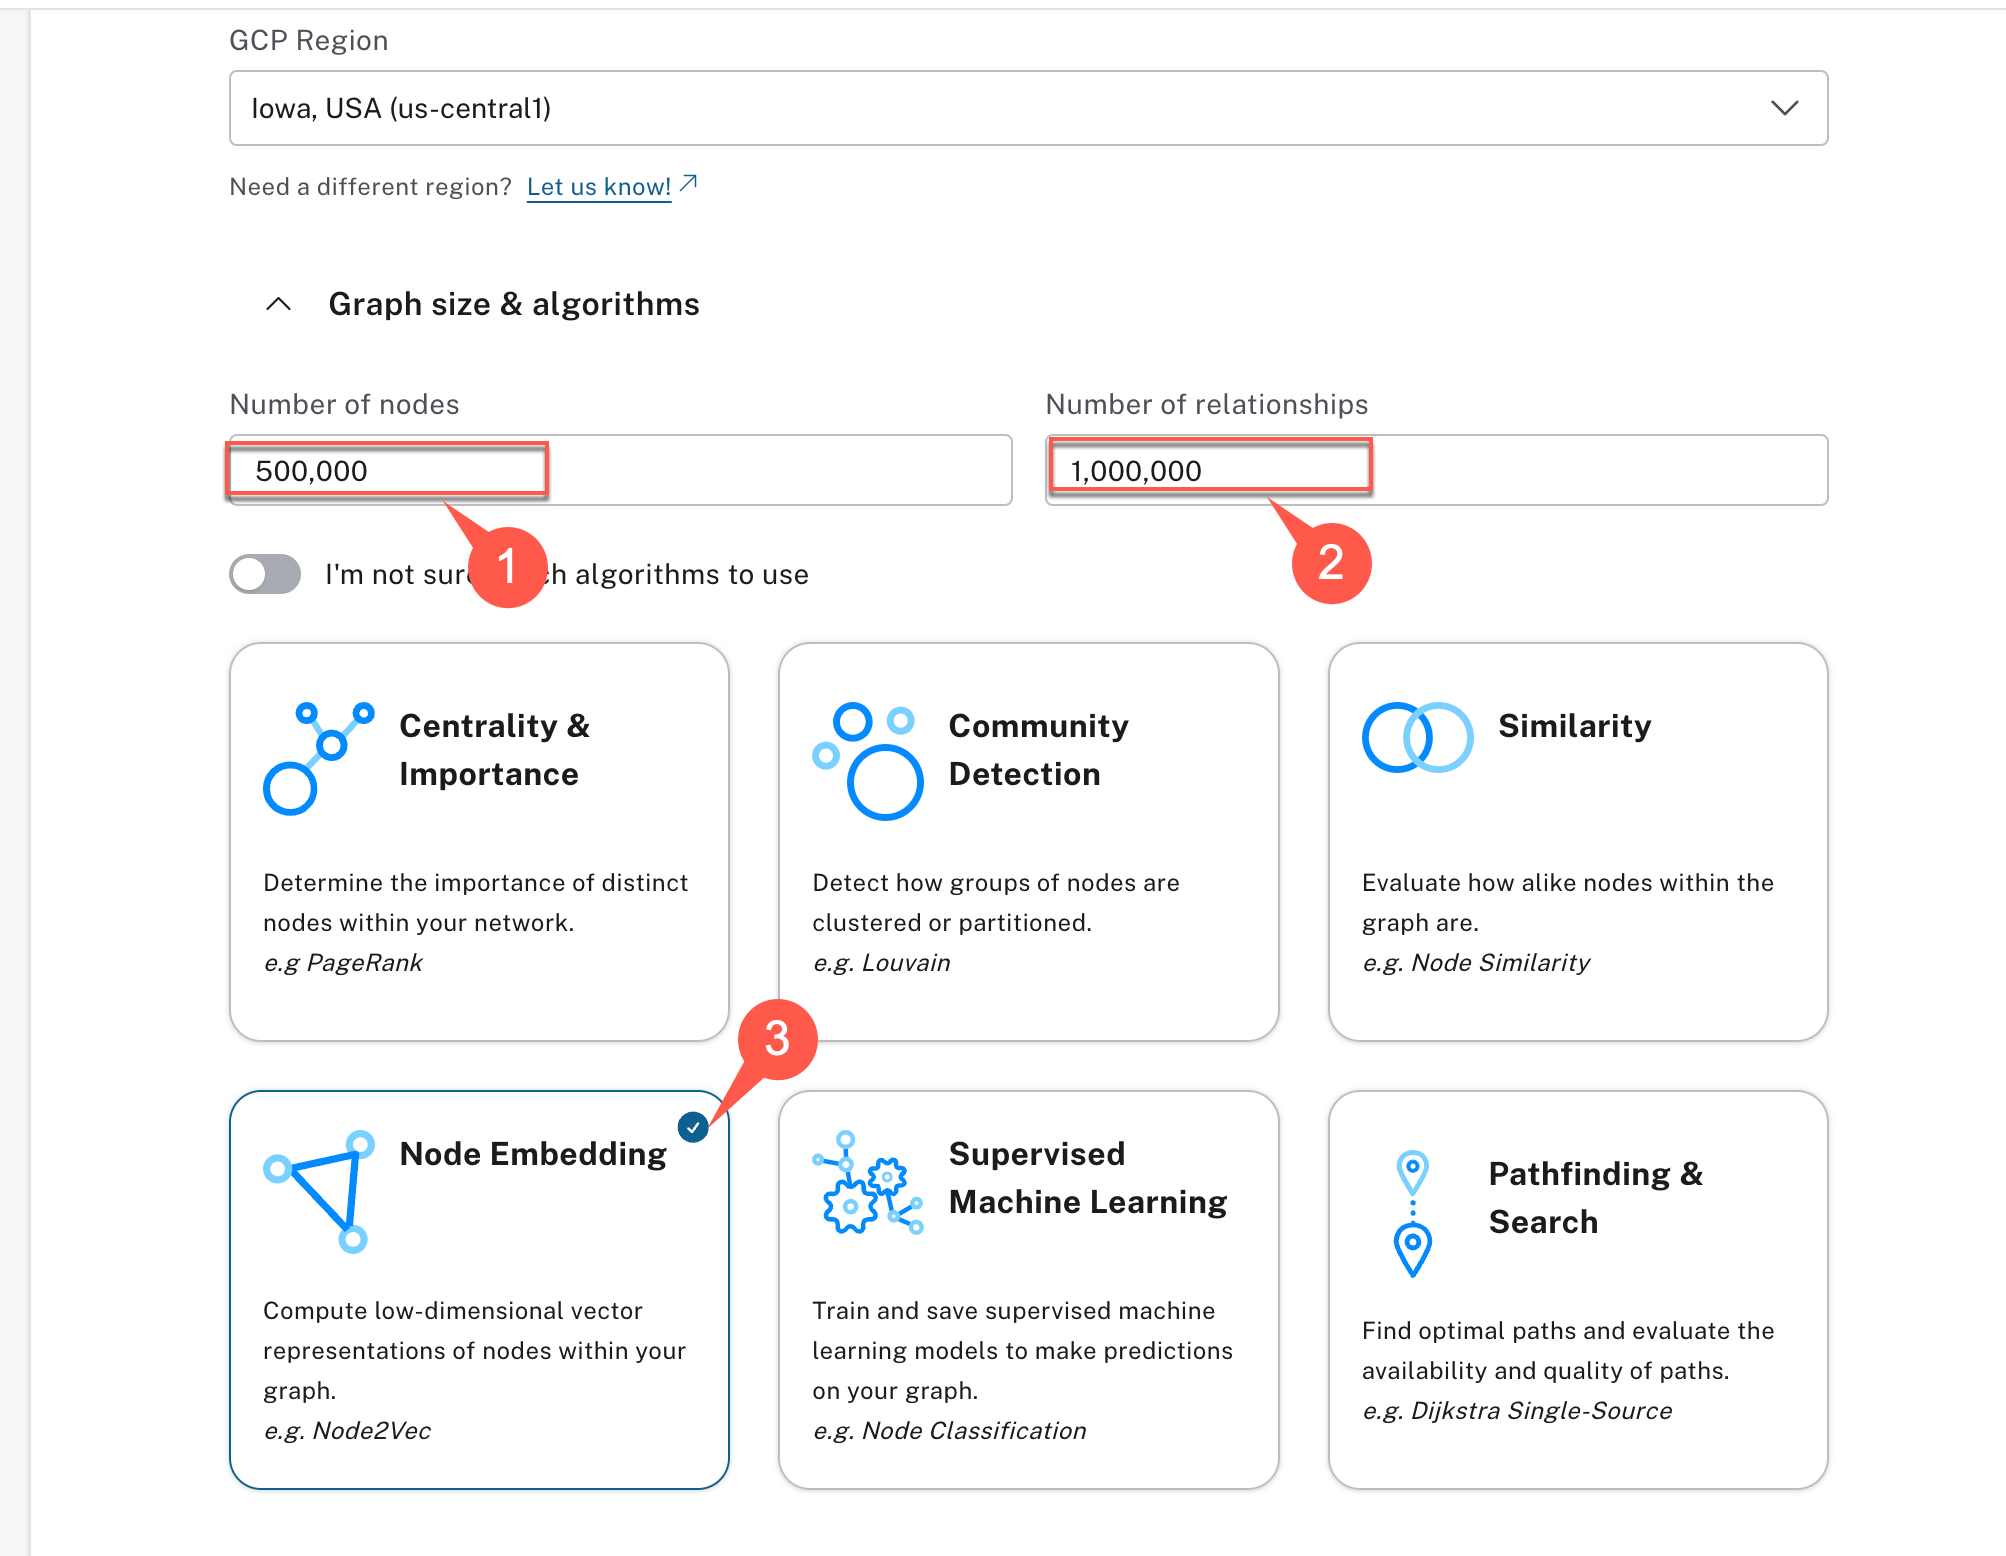 GCP Region
Iowa, USA (us-central1)
Need a different region? Let us know!
Graph size & algorithms
Number of nodes
Number of relationships
500,000
1,000,000
1
2
I'm not sur h algorithms to use
Centrality &
Importance
Determine the importance of distinct
nodes within your network.
e.g PageRank
Community
Detection
Detect how groups of nodes are
clustered or partitioned.
e.g. Louvain
Similarity
Evaluate how alike nodes within the
graph are.
e.g. Node Similarity
3
Node Embedding
Compute low-dimensional vector
representations of nodes within your
graph.
e.g. Node2Vec
Supervised
Machine Learning
Train and save supervised machine
learning models to make predictions
on your graph.
e.g. Node Classification
Pathfinding &
Search
Find optimal paths and evaluate the
availability and quality of paths.
e.g. Dijkstra Single-Source